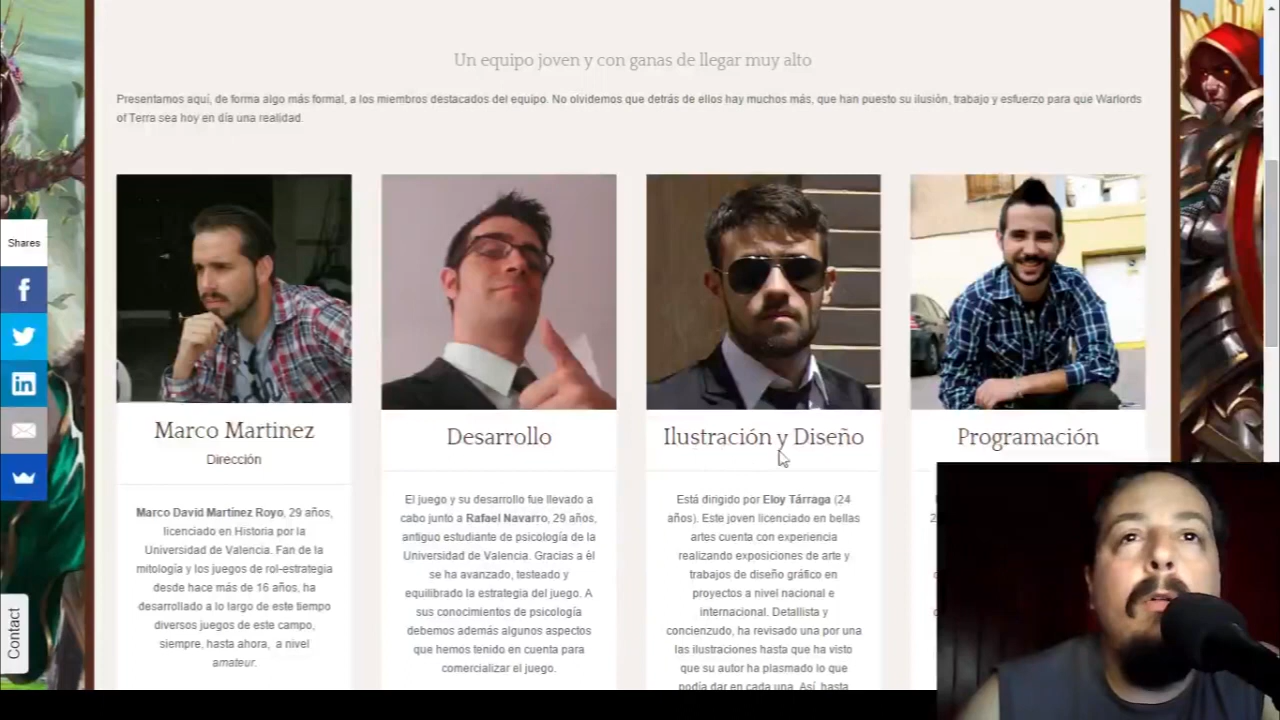 Un equipo joven y con ganas de llegar muy alto
Presentamos aquí, de forma algo más formal, a los miembros destacados del equipo. No olvidemos que detrás de ellos hay muchos más, que han puesto su ilusión, trabajo y esfuerzo para que Warlords
of Terra sea hoy en día una realidad.
Shares
Contact
Marco Martinez
Dirección
Marco David Martínez Royo, 29 años,
licenciado en Historia por la
Universidad de Valencia. Fan de la
mitología y los juegos de rol-estrategia
desde hace más de 16 años, ha
desarrollado a lo largo de este tiempo
diversos juegos de este campo,
siempre, hasta ahora, a nivel
amateur.
Desarrollo
El juego y su desarrollo fue llevado a
cabo junto a Rafael Navarro, 29 años,
antiguo estudiante de psicología de la
Universidad de Valencia. Gracias a él
se ha avanzado, testeado y
equilibrado la estrategia del juego. A
sus conocimientos de psicología
debemos además algunos aspectos
que hemos tenido en cuenta para
comercializar el juego.
Ilustración y Diseño
Está dirigido por Eloy Tárraga (24
años). Este joven licenciado en bellas
artes cuenta con experiencia
realizando exposiciones de arte y
trabajos de diseño gráfico en
proyectos a nivel nacional e
internacional. Detallista y
concienzudo, ha revisado una por una
las ilustraciones hasta que ha visto
que su autor ha plasmado lo que
podía dar en cada una. Así, hasta
Programación